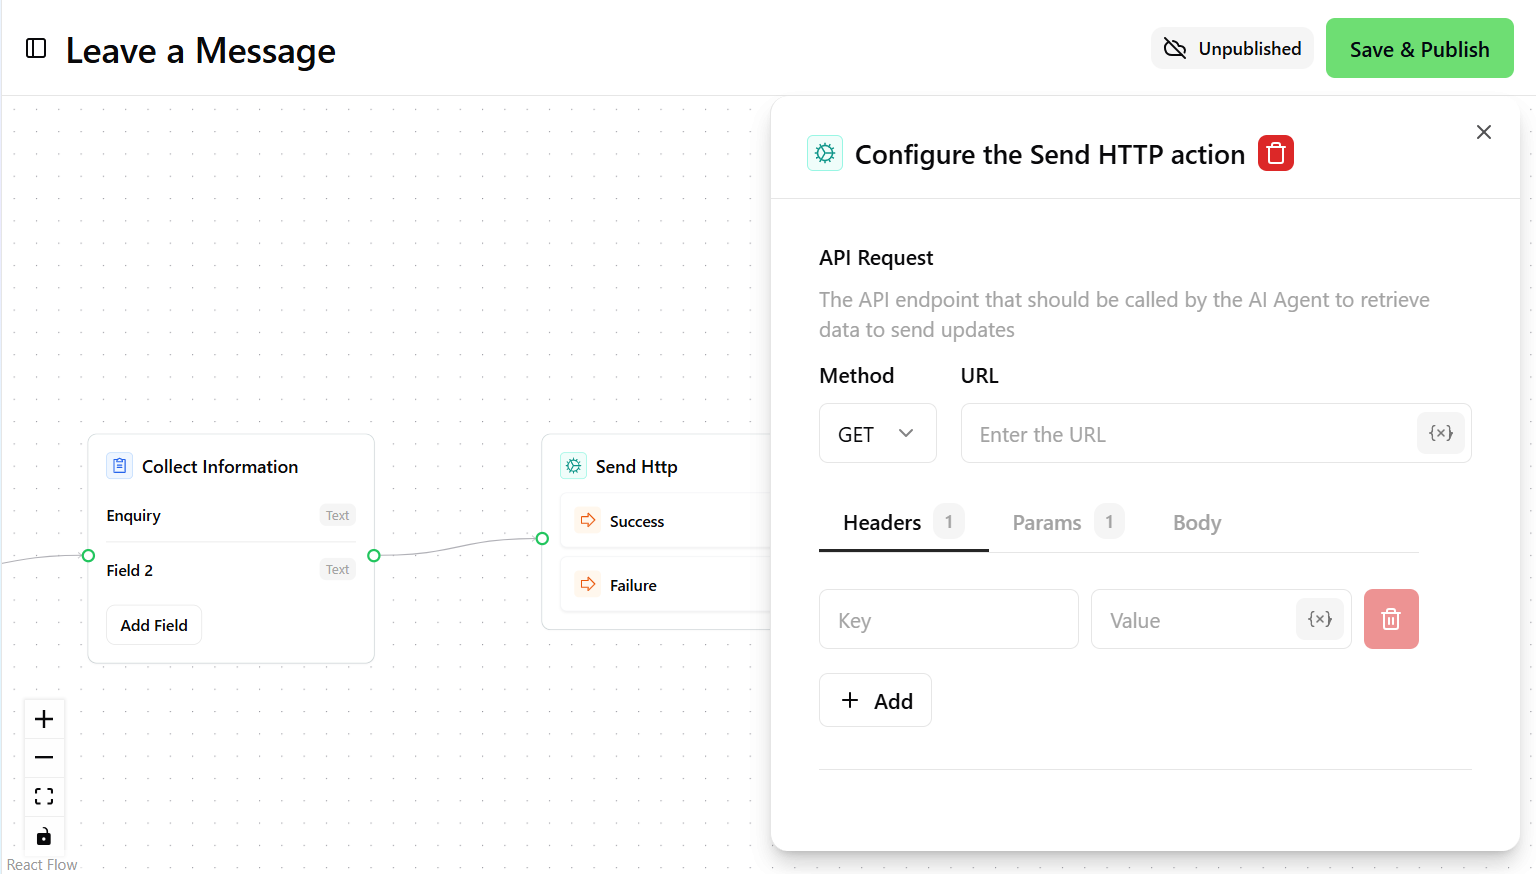 Leave a Message
Unpublished
Save & Publish
Configure the Send HTTP action
API Request
The API endpoint that should be called by the AI Agent to retrieve
data to send updates
Method
URL
GET
Enter the URL
{×}
Headers 1
Params 1
Body
Key
Value
{×}
+ Add
Collect Information
Enquiry
Text
Field 2
Text
Add Field
Send Http
Success
Failure
React Flow